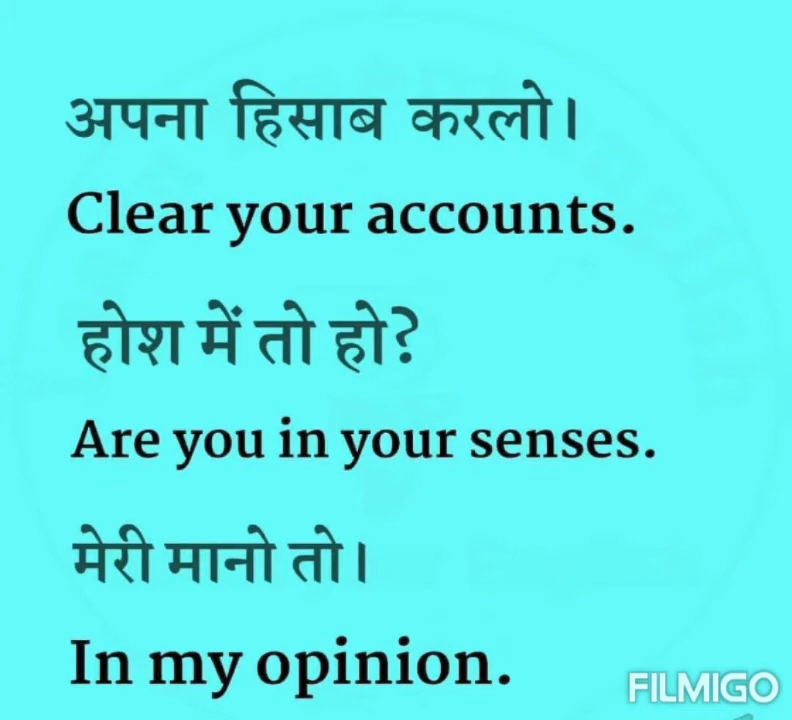 अपना हिसाब करलो।
Clear your accounts.
होश में तो हो?
Are you in your senses.
मेरी मानो तो।
In my opinion.
FILMIGO